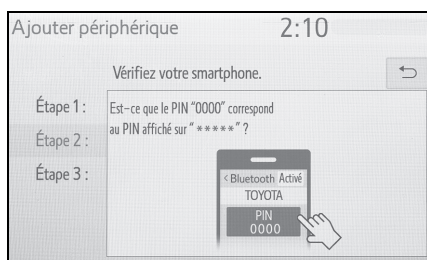 Ajouter périphérique 2:10
Vérifiez votre smartphone.
Étape 1 :
Est-ce que le PIN “0000” correspond
au PIN affiché sur “ ***** ” ?
Étape 2 :
Étape 3 :
< Bluetooth Activé
TOYOTA
PIN
0000